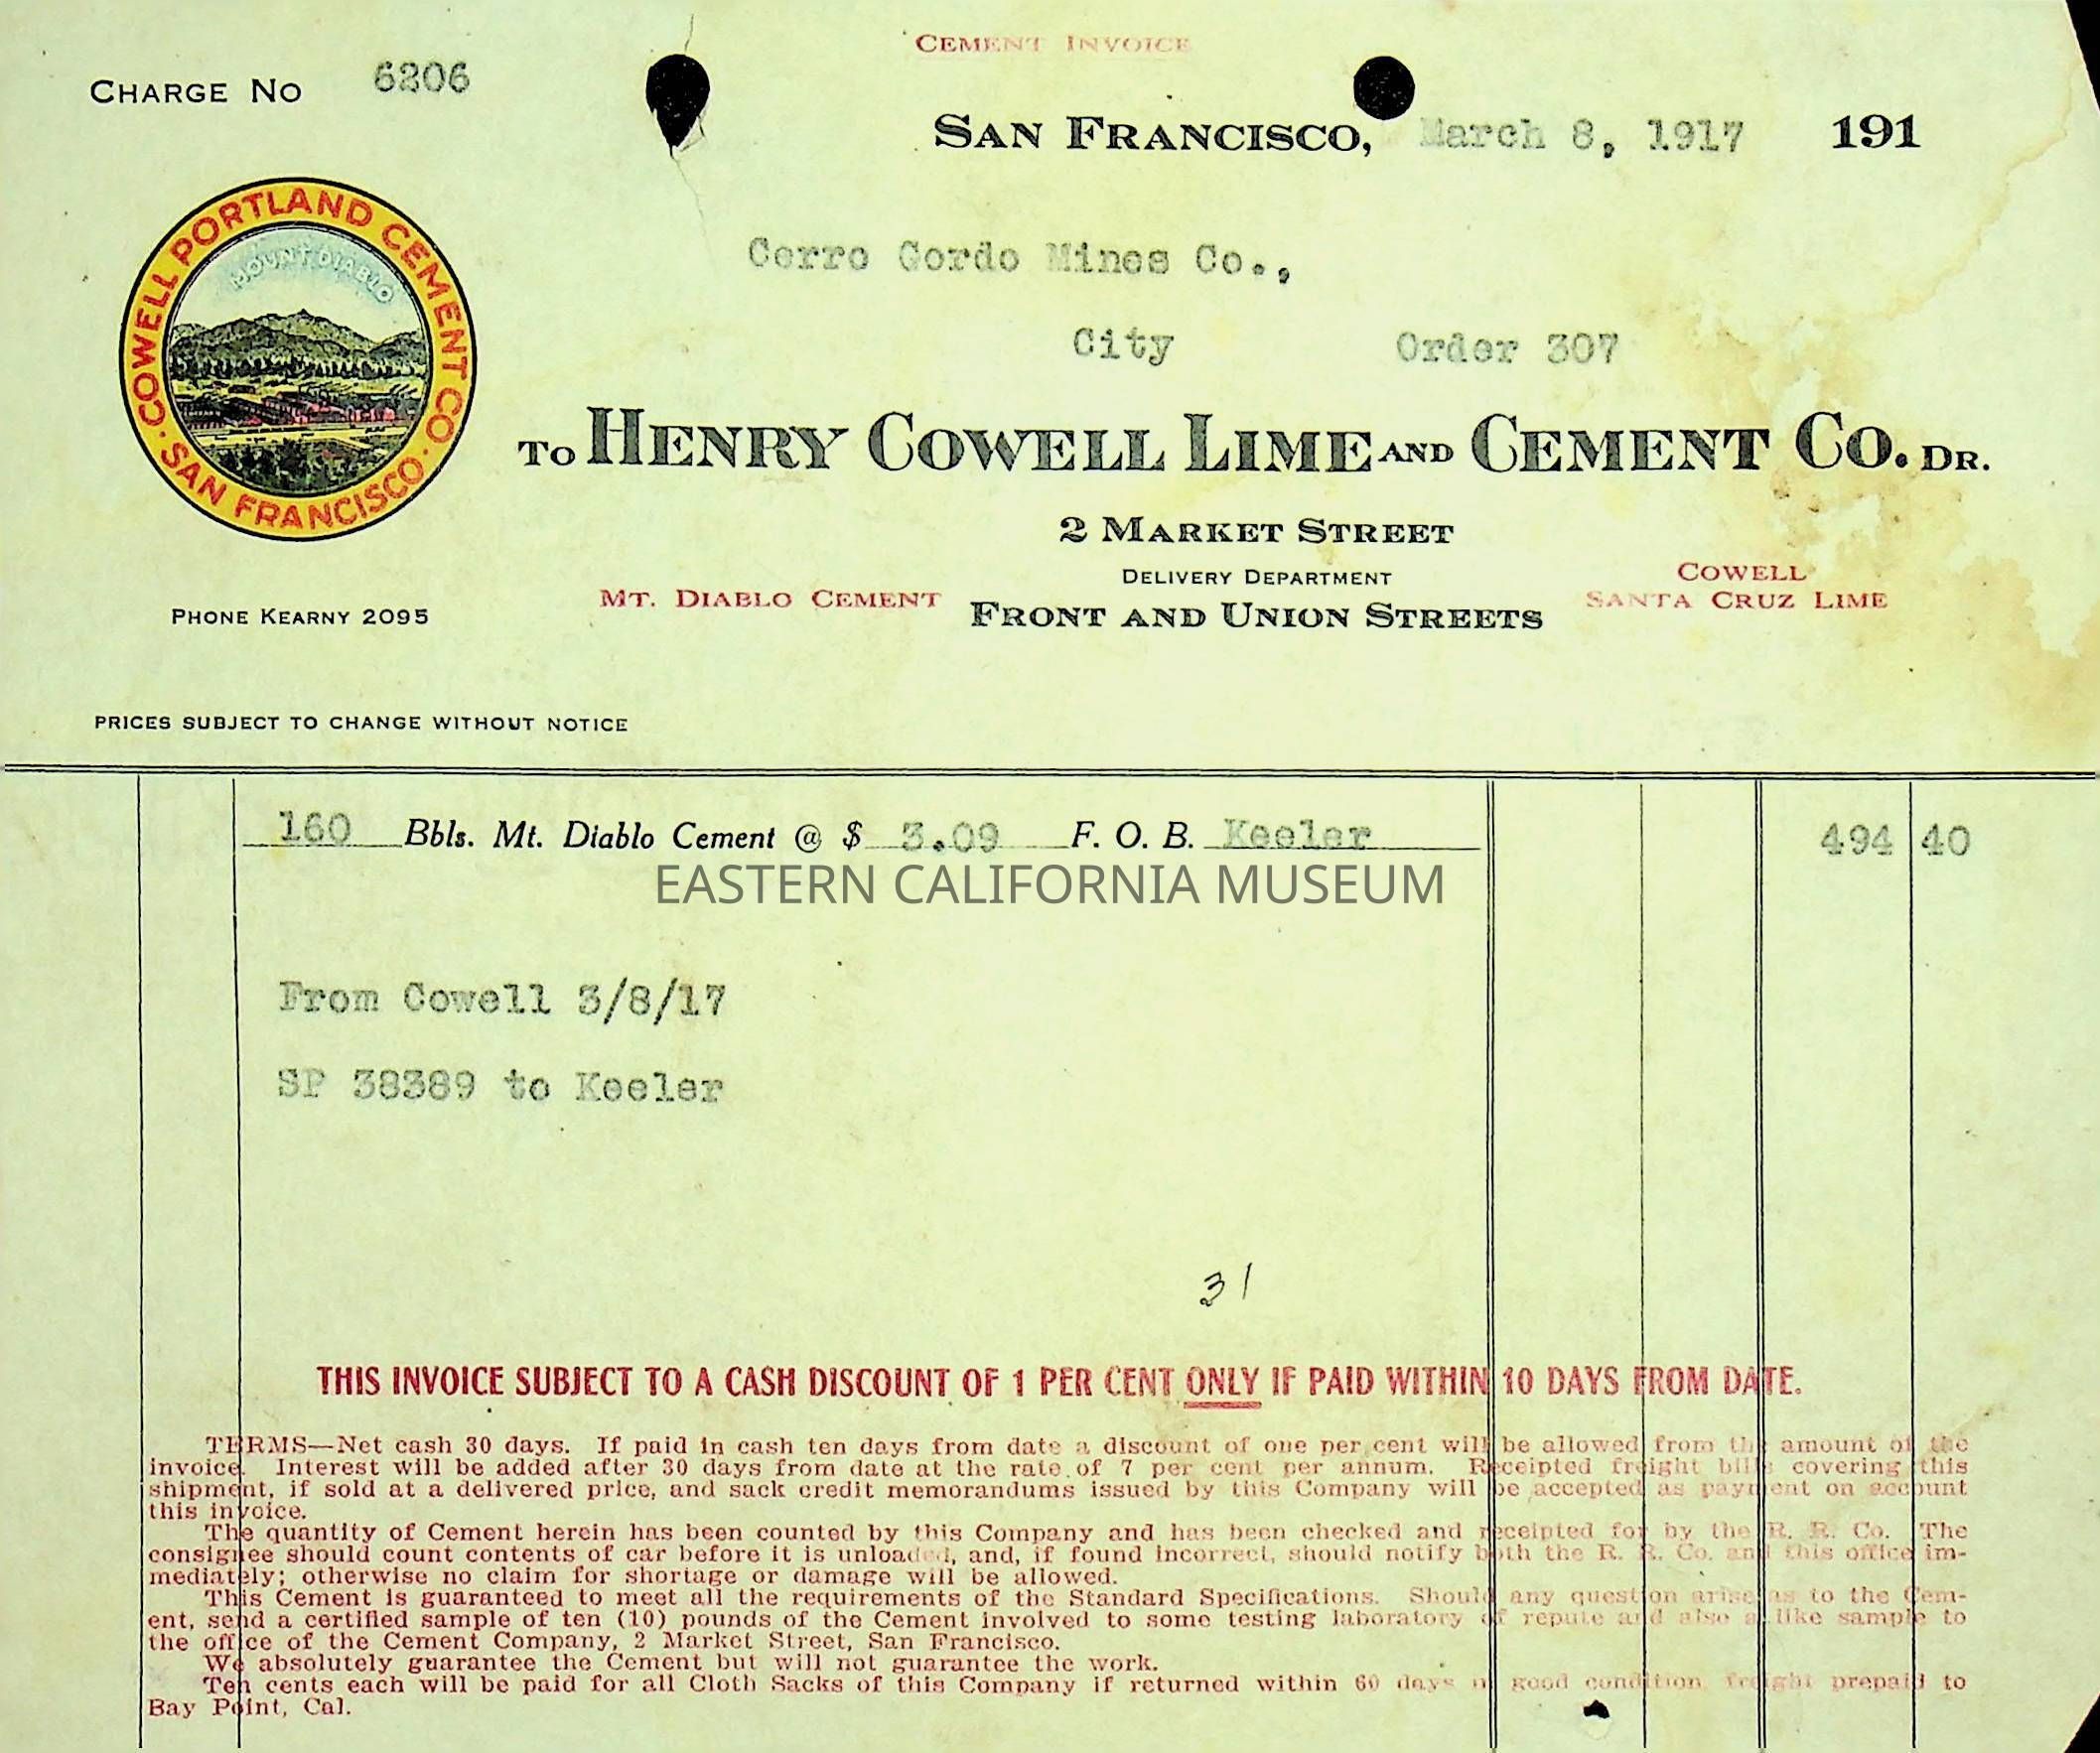 CEMENT INVOICE
CHARGE NO 6206
SAN FRANCISCO, March 8, 1917 191
COWELL PORTLAND CEMENT CO.
SAN FRANCISCO
MOUNT DIABLO
Cerro Gordo Mines Co.,
City Order 307
TO HENRY COWELL LIME AND CEMENT CO. DR.
2 MARKET STREET
DELIVERY DEPARTMENT
FRONT AND UNION STREETS
MT. DIABLO CEMENT
COWELL
SANTA CRUZ LIME
PHONE KEARNY 2095
PRICES SUBJECT TO CHANGE WITHOUT NOTICE
160 Bbls. Mt. Diablo Cement @ $ 3.09 F. O. B. Keeler 494 40
EASTERN CALIFORNIA MUSEUM
From Cowell 3/8/17
SP 38389 to Keeler
31
THIS INVOICE SUBJECT TO A CASH DISCOUNT OF 1 PER CENT ONLY IF PAID WITHIN 10 DAYS FROM DATE.
TERMS—Net cash 30 days. If paid in cash ten days from date a discount of one per cent will be allowed from the amount of the
invoice. Interest will be added after 30 days from date at the rate of 7 per cent per annum. Receipted freight bills covering this
shipment, if sold at a delivered price, and sack credit memorandums issued by this Company will be accepted as payment on account
this invoice.
The quantity of Cement herein has been counted by this Company and has been checked and receipted for by the R. R. Co. The
consignee should count contents of car before it is unloaded, and, if found incorrect, should notify both the R. R. Co. and this office im-
mediately; otherwise no claim for shortage or damage will be allowed.
This Cement is guaranteed to meet all the requirements of the Standard Specifications. Should any question arise as to the Cem-
ent, send a certified sample of ten (10) pounds of the Cement involved to some testing laboratory of repute and also a like sample to
the office of the Cement Company, 2 Market Street, San Francisco.
We absolutely guarantee the Cement but will not guarantee the work.
Ten cents each will be paid for all Cloth Sacks of this Company if returned within 60 days in good condition, freight prepaid to
Bay Point, Cal.